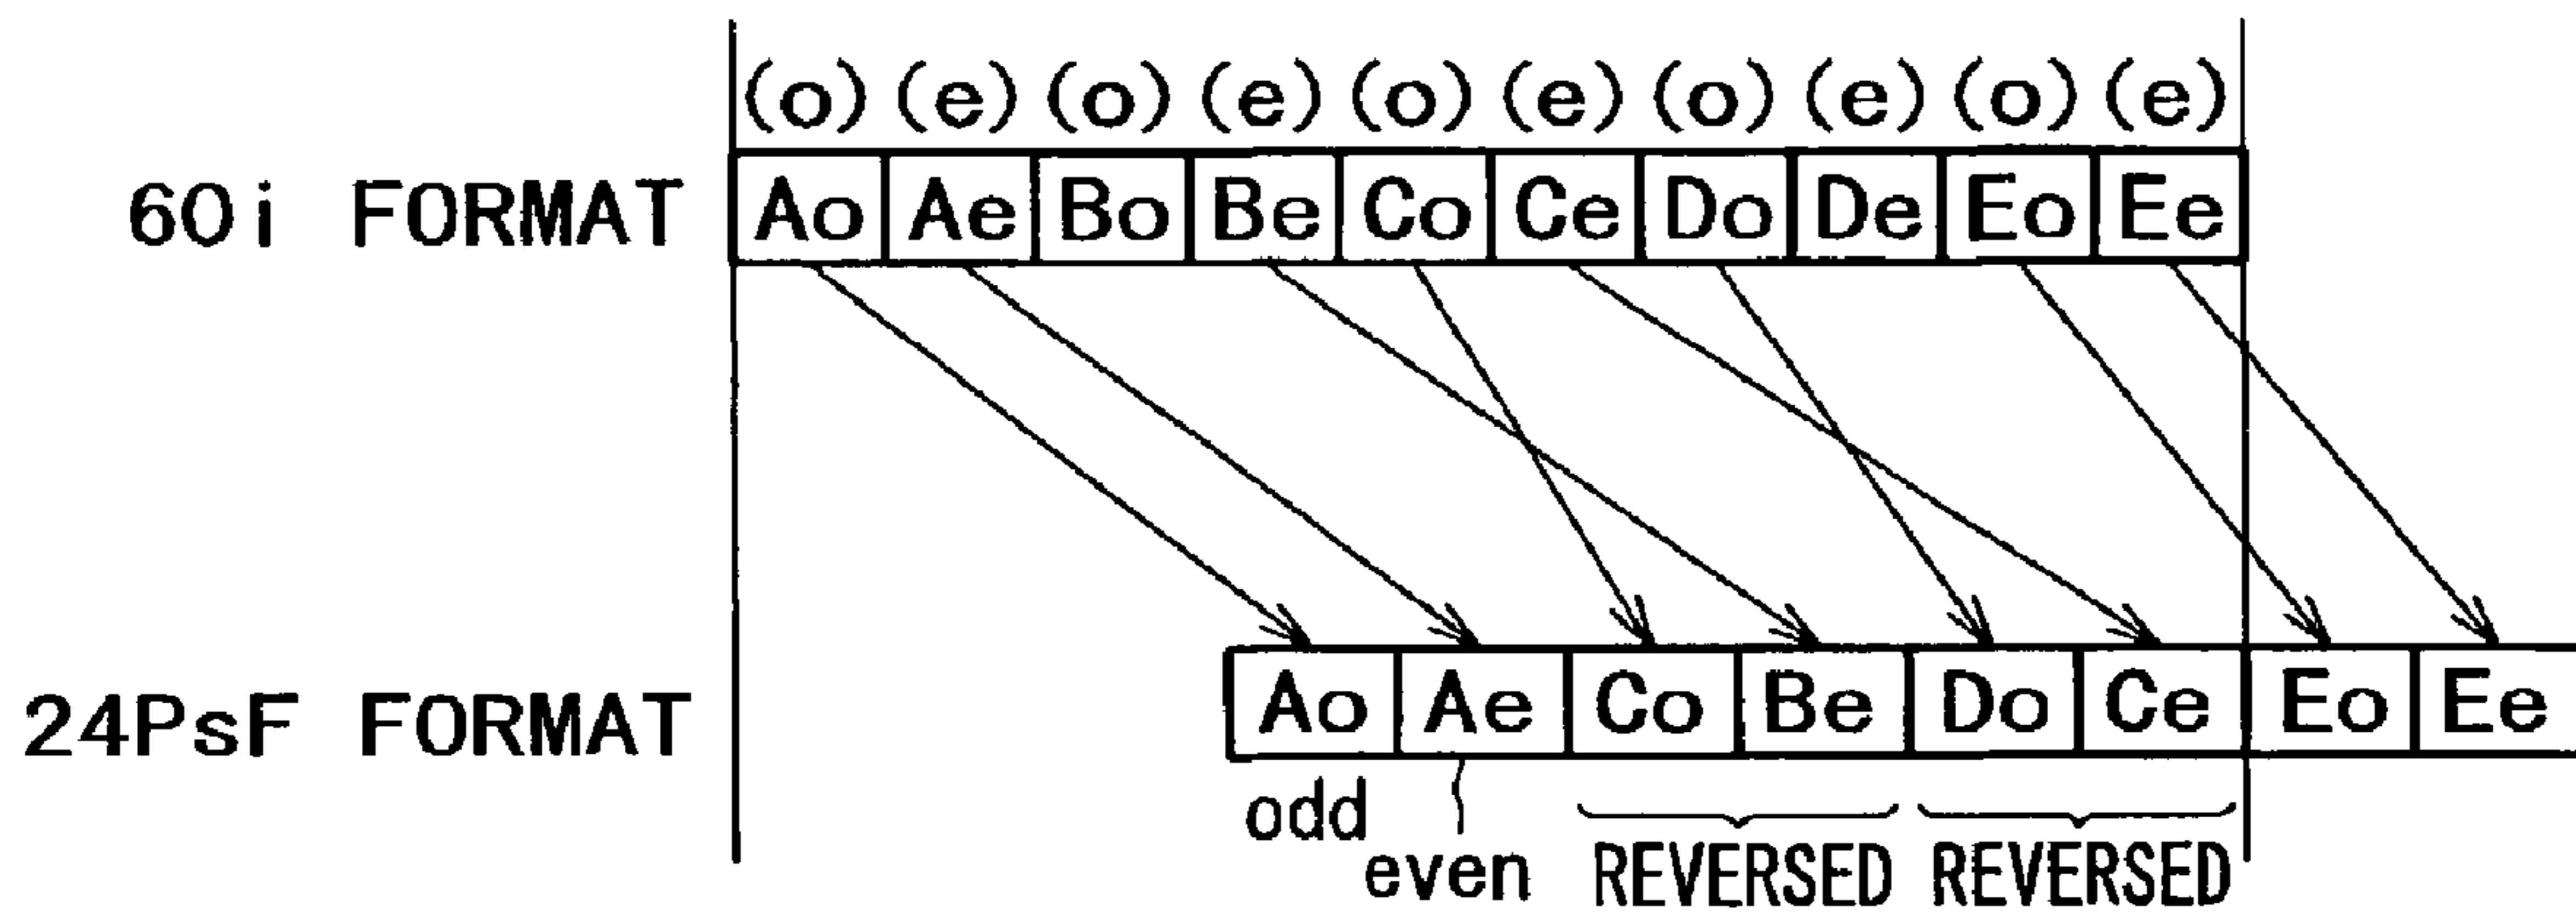 (o) (e) (o) (e) (o) (e) (o) (e) (o) (e)
60i FORMAT Ao Ae Bo Be Co Ce Do De Eo Ee
24PsF FORMAT Ao Ae Co Be Do Ce Eo Ee
odd
even REVERSED REVERSED